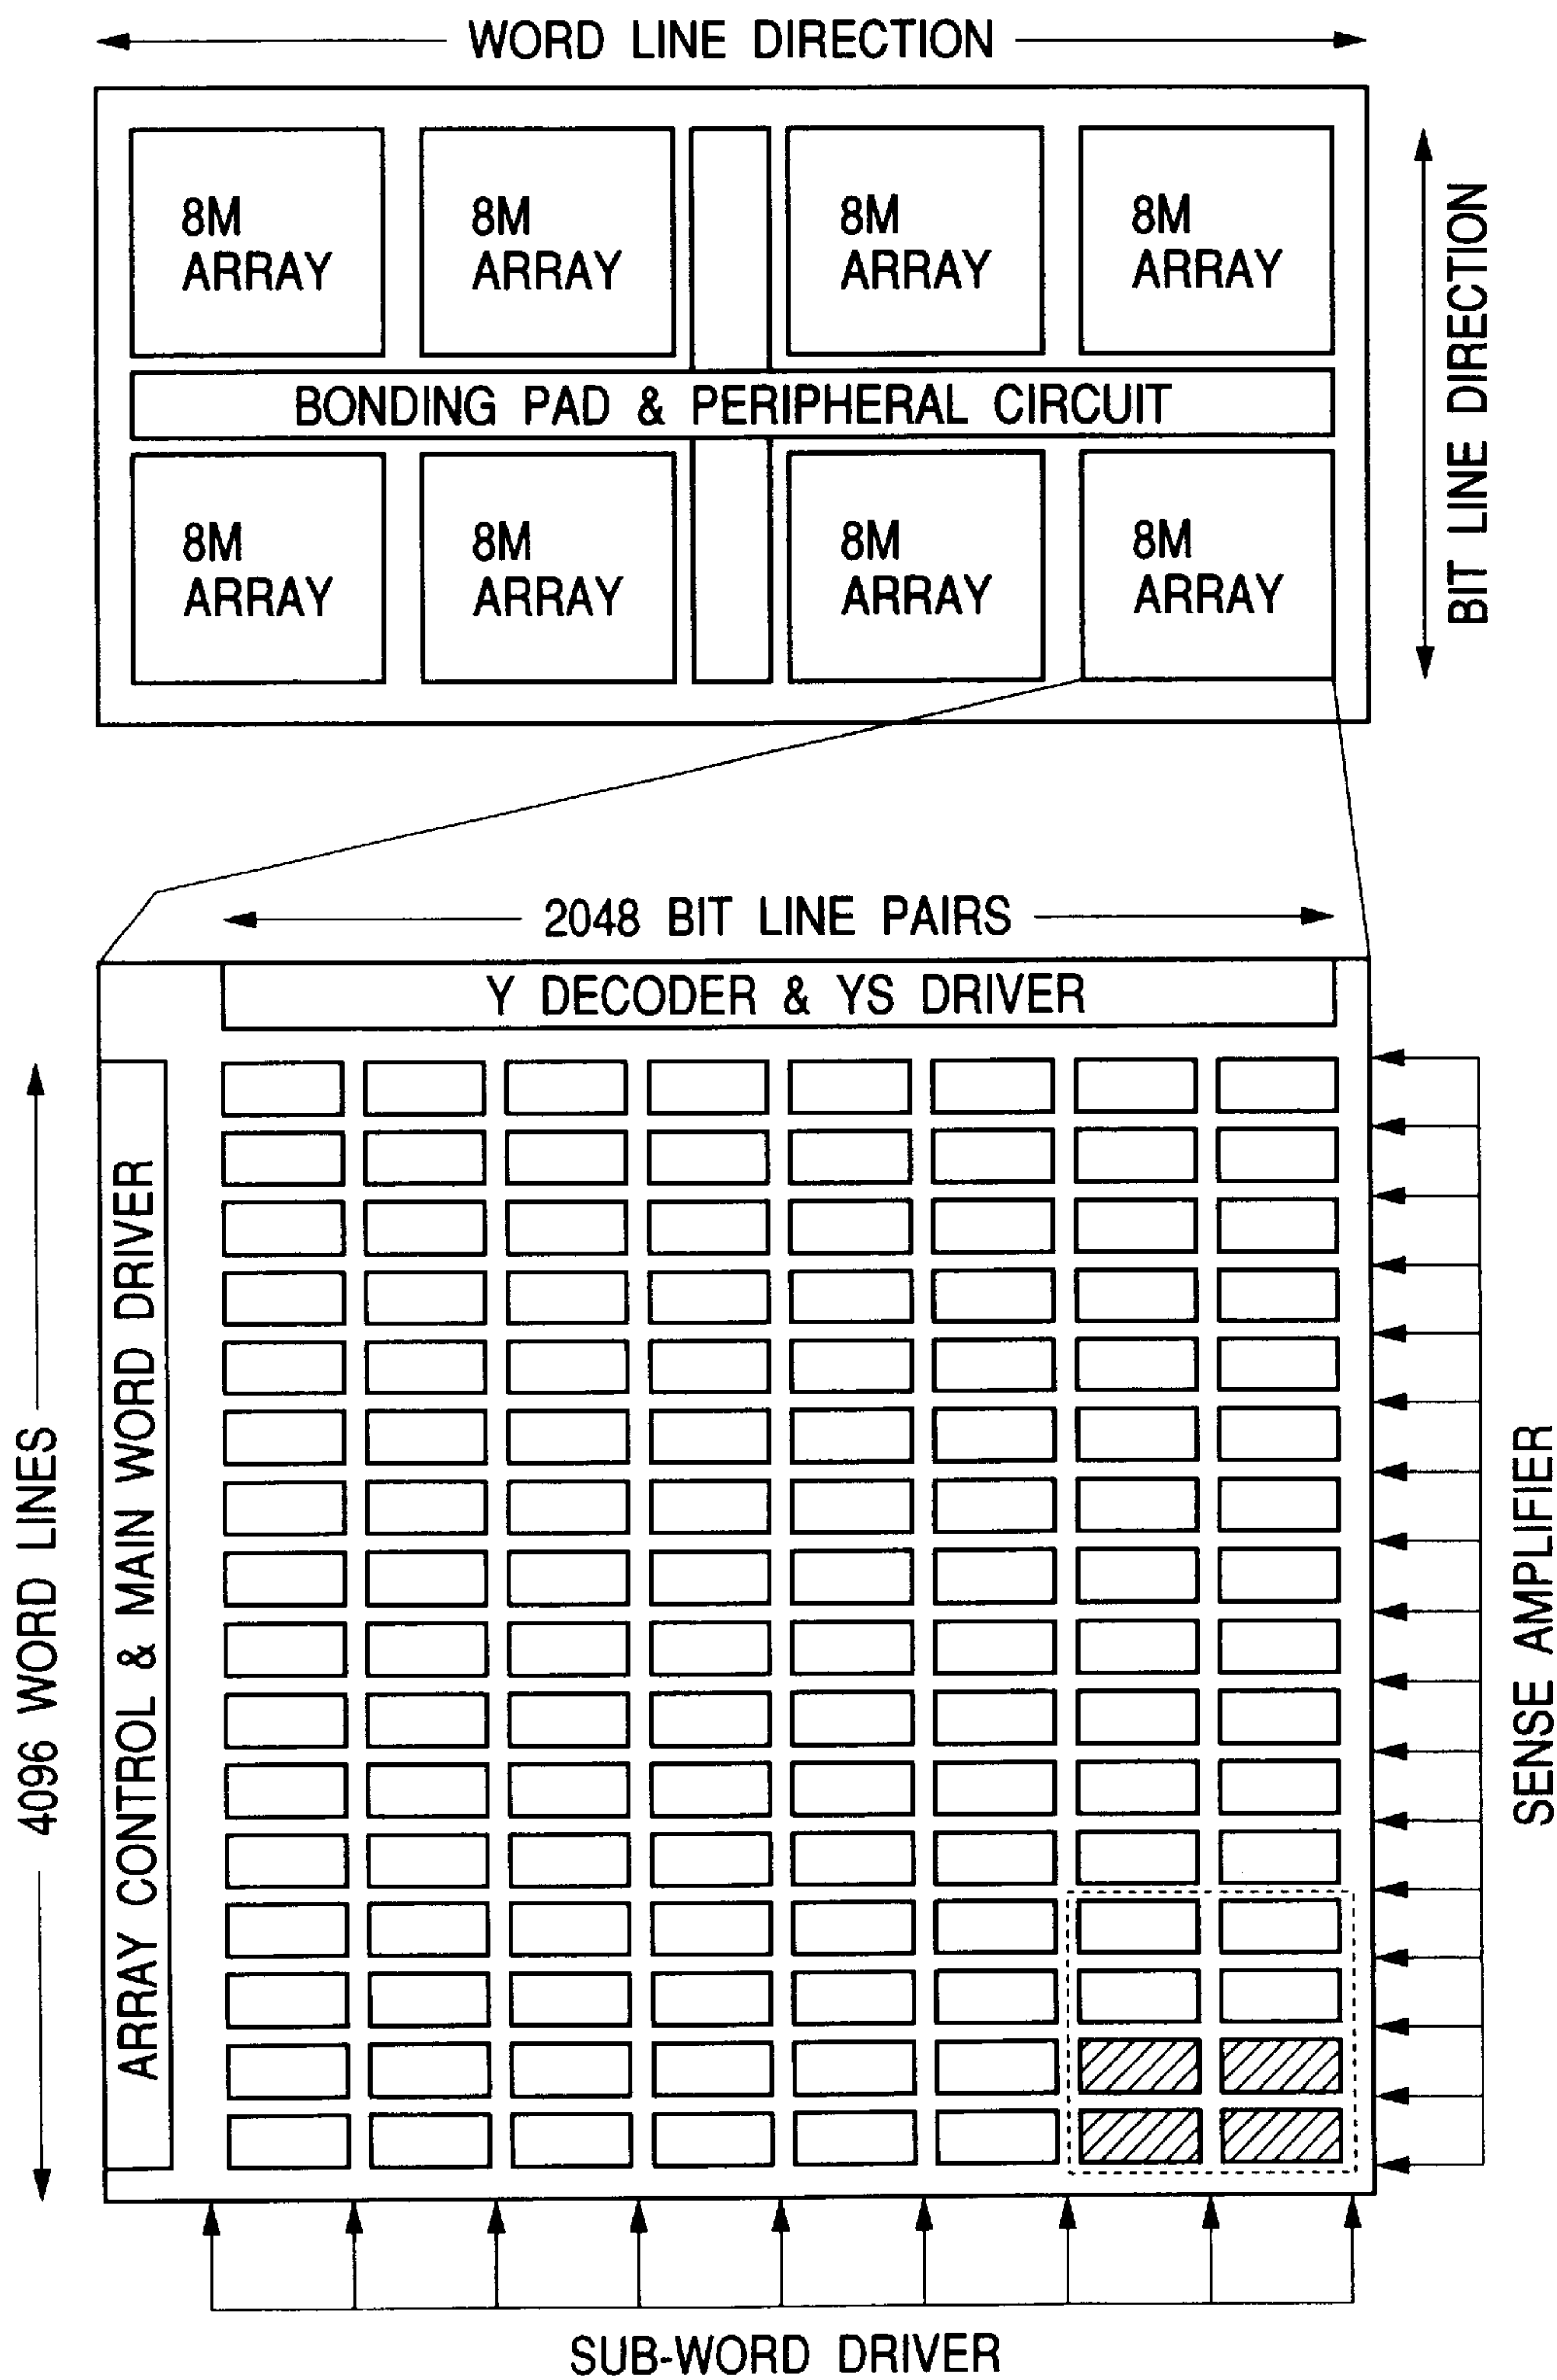 WORD LINE DIRECTION
8M
ARRAY
8M
ARRAY
8M
ARRAY
8M
ARRAY
BIT LINE DIRECTION
BONDING PAD & PERIPHERAL CIRCUIT
8M
ARRAY
8M
ARRAY
8M
ARRAY
8M
ARRAY
2048 BIT LINE PAIRS
Y DECODER & YS DRIVER
4096 WORD LINES
ARRAY CONTROL & MAIN WORD DRIVER
SENSE AMPLIFIER
SUB-WORD DRIVER